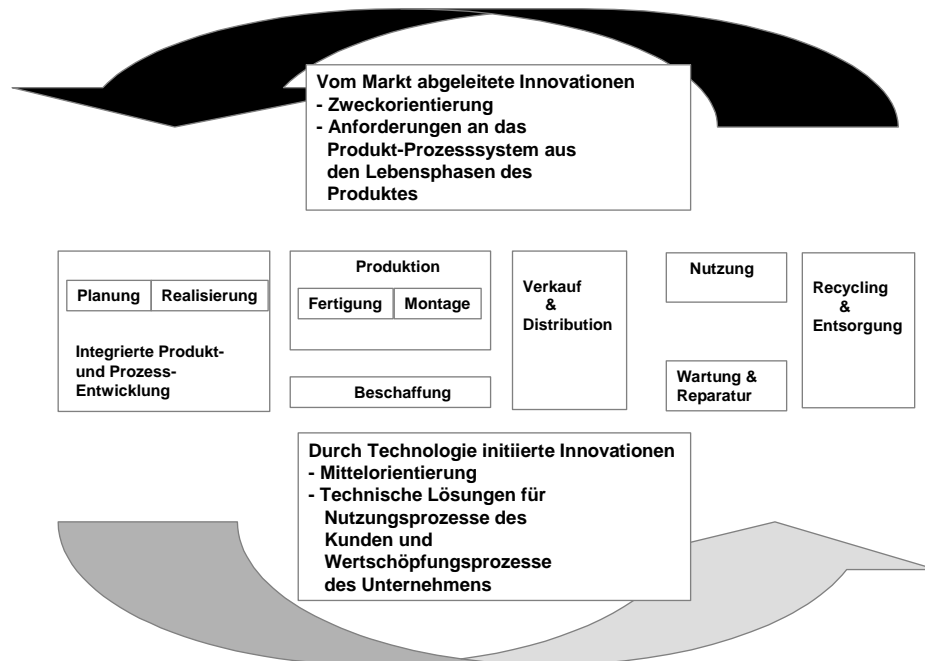 Vom Markt abgeleitete Innovationen
- Zweckorientierung
- Anforderungen an das
Produkt-Prozesssystem aus
den Lebensphasen des
Produktes
Planung
Realisierung
Integrierte Produkt-
und Prozess-
Entwicklung
Produktion
Fertigung
Montage
Beschaffung
Verkauf
&
Distribution
Nutzung
Wartung &
Reparatur
Recycling
&
Entsorgung
Durch Technologie initiierte Innovationen
- Mittelorientierung
- Technische Lösungen für
Nutzungsprozesse des
Kunden und
Wertschöpfungsprozesse
des Unternehmens